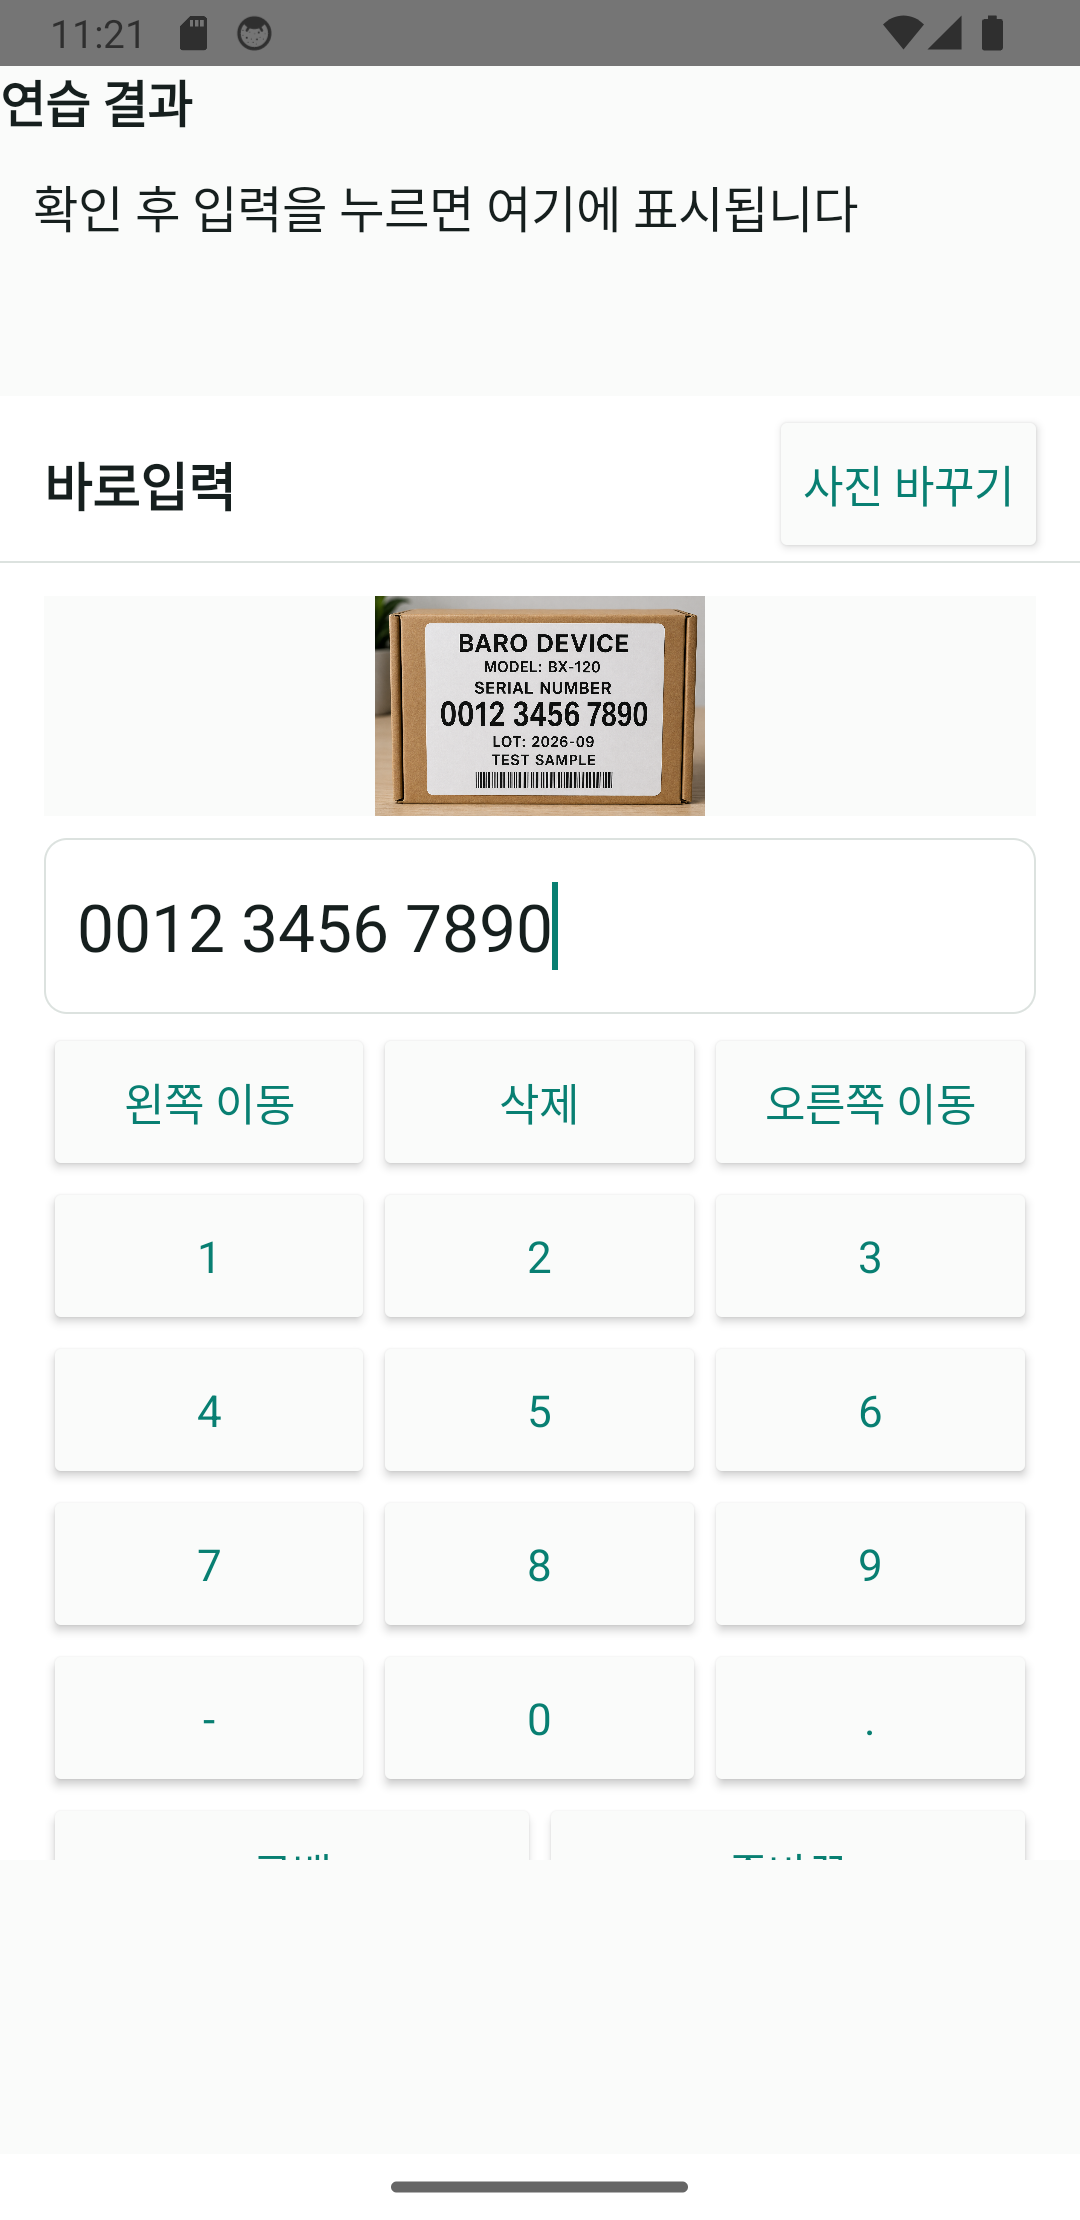 11:21
연습 결과
확인 후 입력을 누르면 여기에 표시됩니다
바로입력
사진 바꾸기
BARO DEVICE
MODEL: BX-120
SERIAL NUMBER
0012 3456 7890
LOT: 2026-09
TEST SAMPLE
0012 3456 7890
왼쪽 이동 삭제 오른쪽 이동
1 2 3
4 5 6
7 8 9
- 0 .